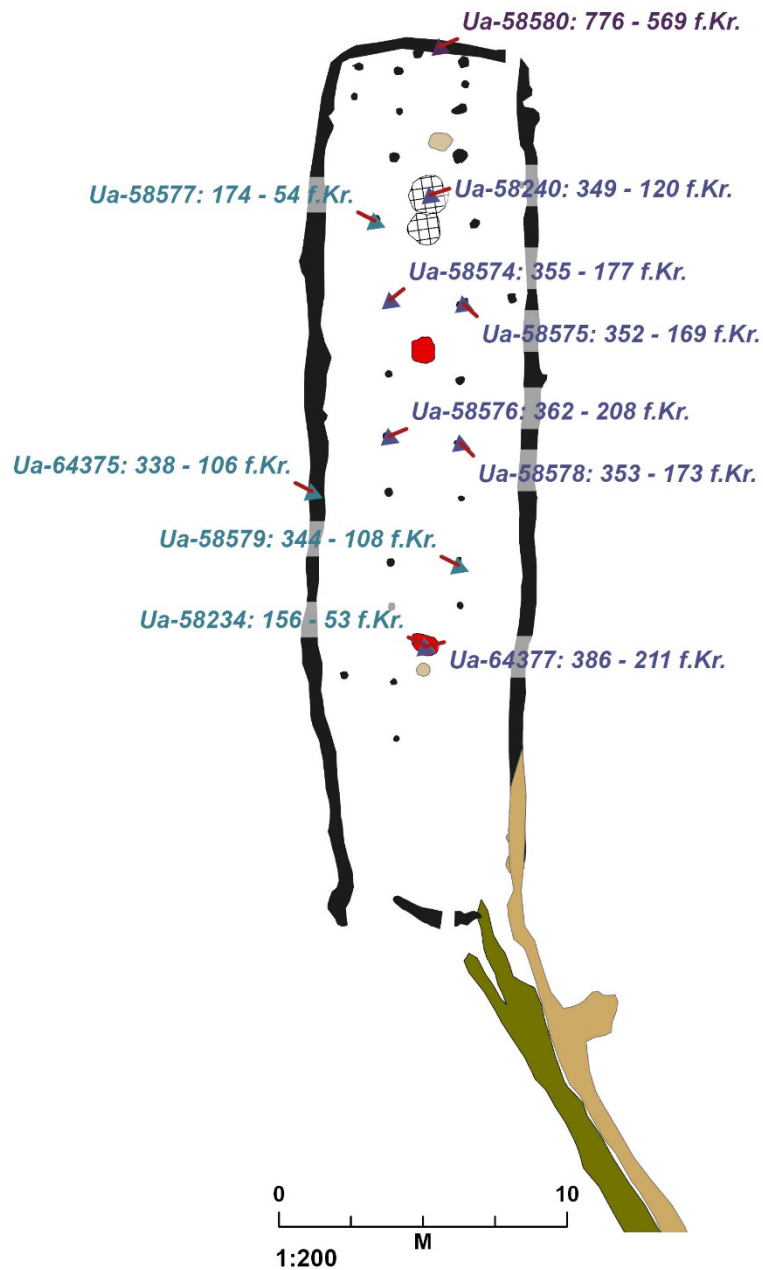 Ua-58580: 776 - 569 f.Kr.
Ua-58577: 174 - 54 f.Kr.
Ua-58240: 349 - 120 f.Kr.
Ua-58574: 355 - 177 f.Kr.
Ua-58575: 352 - 169 f.Kr.
Ua-58576: 362 - 208 f.Kr.
Ua-64375: 338 - 106 f.Kr.
Ua-58578: 353 - 173 f.Kr.
Ua-58579: 344 - 108 f.Kr.
Ua-58234: 156 - 53 f.Kr.
Ua-64377: 386 - 211 f.Kr.
0 10
M
1:200